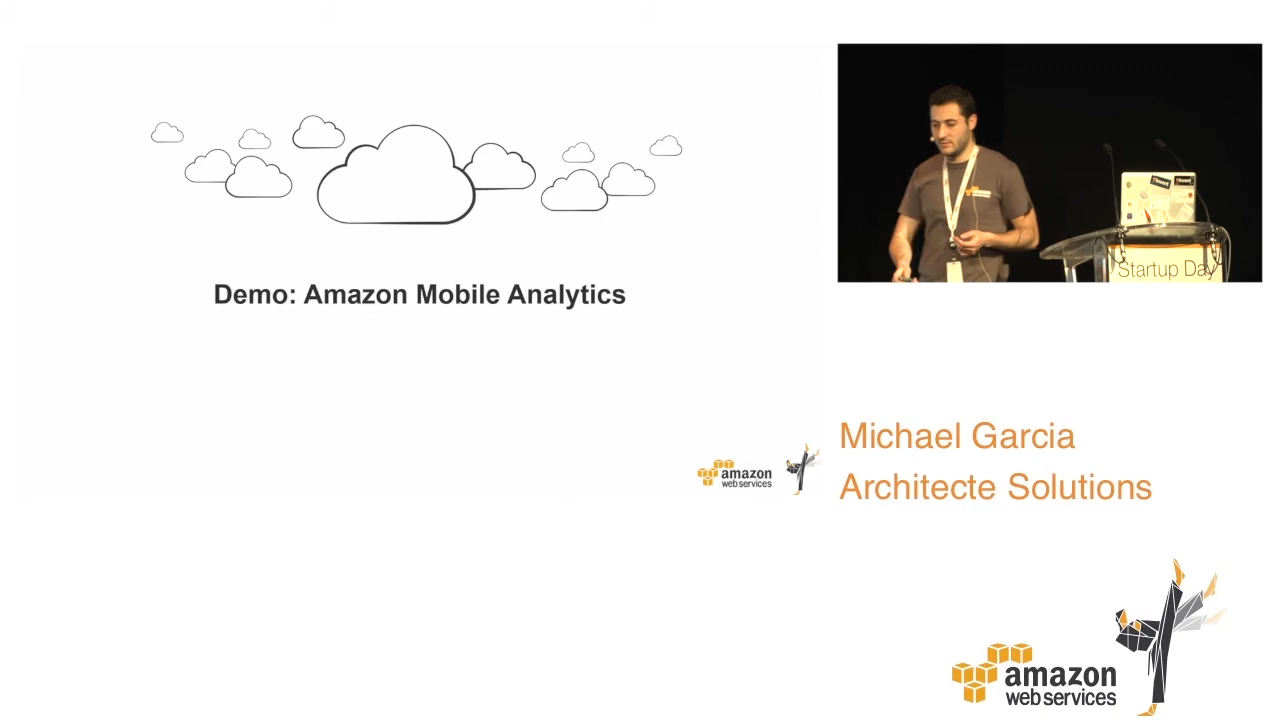 Demo: Amazon Mobile Analytics
amazon
web services
Startup Day
Michael Garcia
Architecte Solutions
amazon
web services